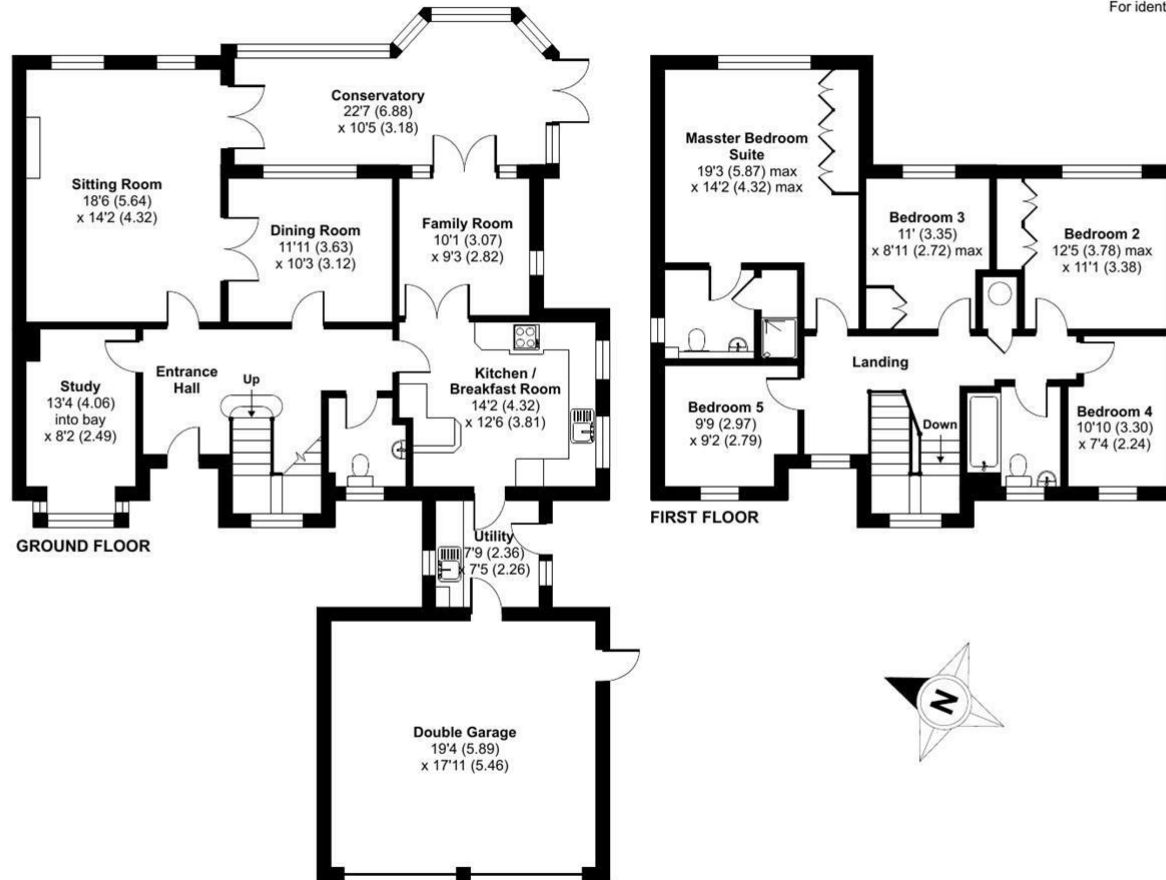 For ident
Conservatory
22'7 (6.88)
x 10'5 (3.18)
Sitting Room
18'6 (5.64)
x 14'2 (4.32)
Dining Room
11'11 (3.63)
x 10'3 (3.12)
Family Room
10'1 (3.07)
x 9'3 (2.82)
Study
13'4 (4.06)
into bay
x 8'2 (2.49)
Entrance
Hall
Up
Kitchen /
Breakfast Room
14'2 (4.32)
x 12'6 (3.81)
Utility
7'9 (2.36)
x 7'5 (2.26)
GROUND FLOOR
Double Garage
19'4 (5.89)
x 17'11 (5.46)
Masster Bedroom
Suite
19'3 (5.87) max
x 14'2 (4.32) max
Bedroom 3
11' (3.35)
x 8'11 (2.72) max
Bedroom 2
12'5 (3.78) max
x 11'1 (3.38)
Landing
Bedroom 5
9'9 (2.97)
x 9'2 (2.79)
Down
Bedroom 4
10'10 (3.30)
x 7'4 (2.24)
FIRST FLOOR
N